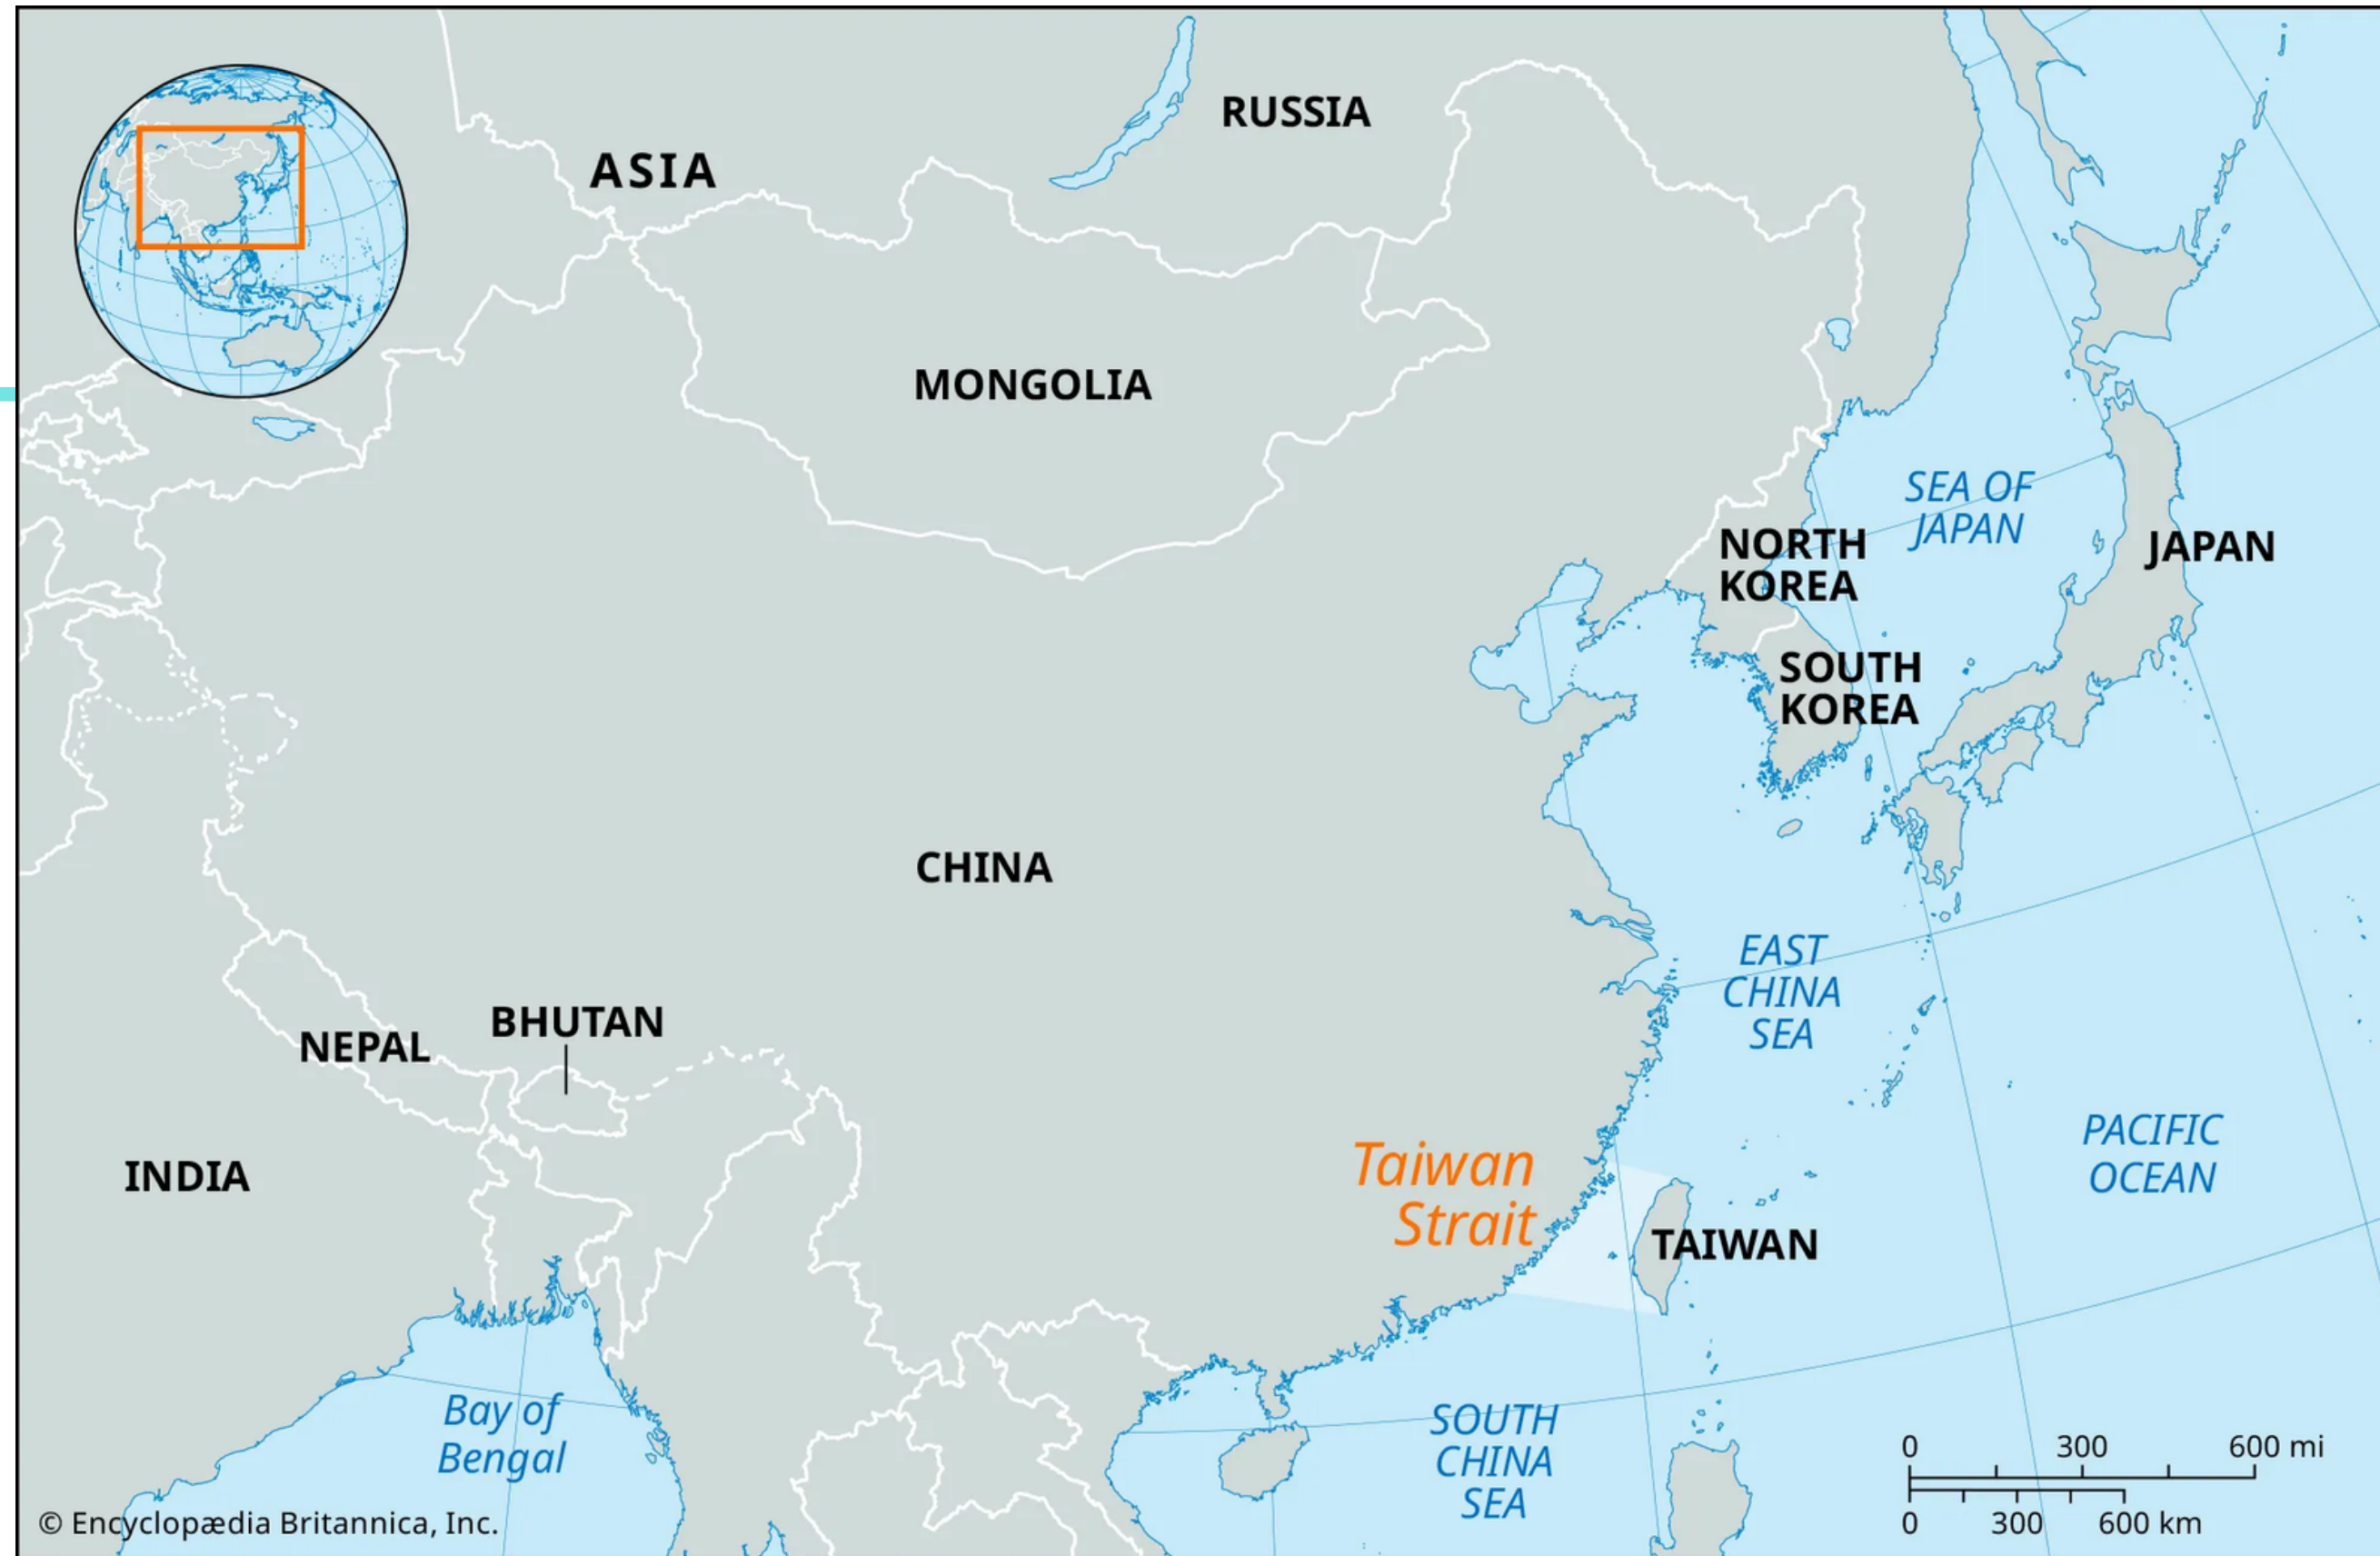 RUSSIA
ASIA
MONGOLIA
SEA OF
JAPAN
NORTH
KOREA
JAPAN
SOUTH
KOREA
CHINA
EAST
CHINA
SEA
BHUTAN
NEPAL
PACIFIC
OCEAN
INDIA
Taiwan
Strait
TAIWAN
Bay of
Bengal
SOUTH
CHINA
SEA
0 300 600 mi
0 300 600 km
© Encyclopædia Britannica, Inc.